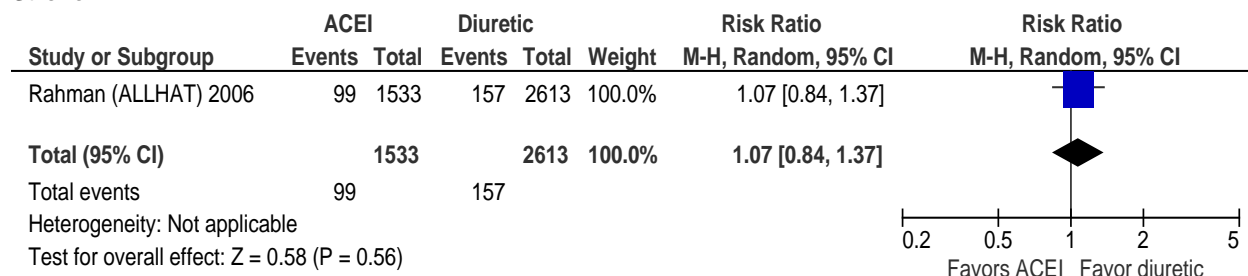 ACEI Diuretic Risk Ratio Risk Ratio
Study or Subgroup Events Total Events Total Weight M-H, Random, 95% CI M-H, Random, 95% CI
Rahman (ALLHAT) 2006 99 1533 157 2613 100.0% 1.07 [0.84, 1.37]
Total (95% CI) 1533 2613 100.0% 1.07 [0.84, 1.37]
Total events 99 157
Heterogeneity: Not applicable
Test for overall effect: Z = 0.58 (P = 0.56)
0.2 0.5 1 2 5
Favors ACEI Favor diuretic